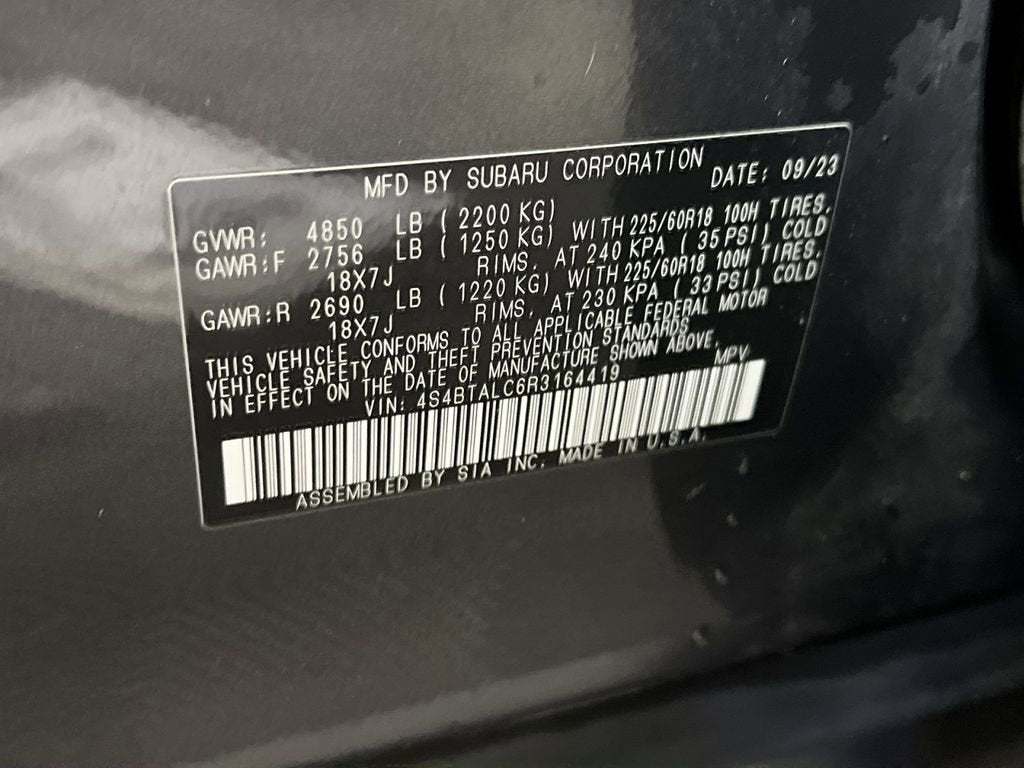 MFD BY SUBARU CORPORATION DATE: 09/23
GVWR: 4850 LB ( 2200 KG)
GAWR:F 2756 LB ( 1250 KG) WITH 225/60R18 100H TIRES,
18X7J RIMS, AT 240 KPA ( 35 PSI) COLD
GAWR:R 2690 LB ( 1220 KG) WITH 225/60R18 100H TIRES,
18X7J RIMS, AT 230 KPA ( 33 PSI) COLD
THIS VEHICLE CONFORMS TO ALL APPLICABLE FEDERAL MOTOR
VEHICLE SAFETY AND THEFT PREVENTION STANDARDS
IN EFFECT ON THE DATE OF MANUFACTURE SHOWN ABOVE.
VIN: 4S4BTALC6R3164419 MPV
ASSEMBLED BY SIA INC. MADE IN U.S.A.